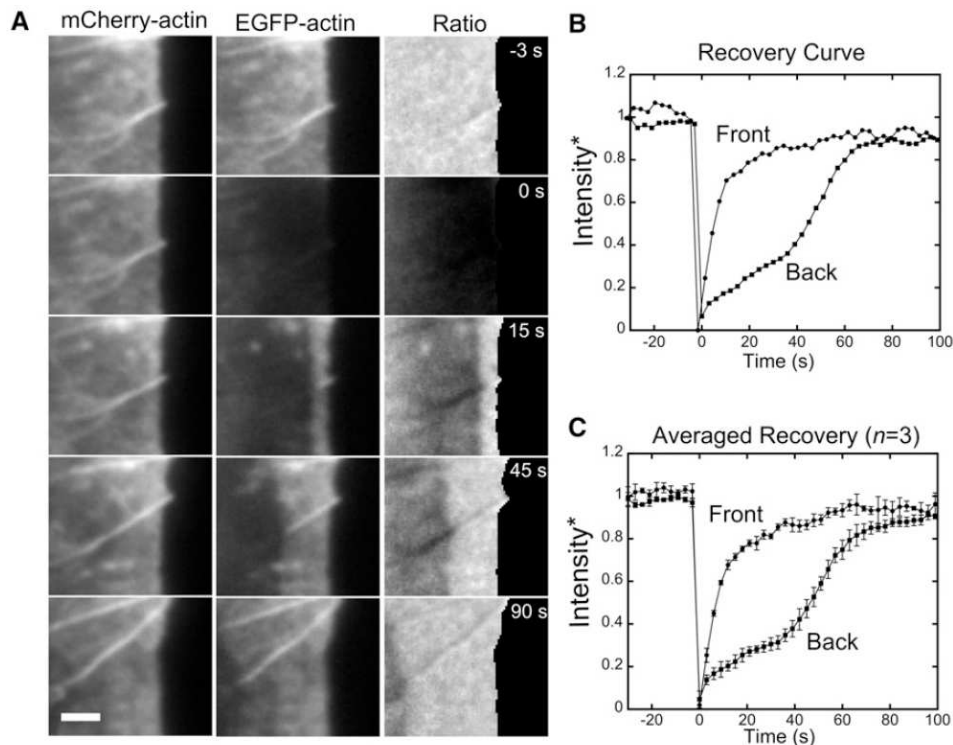 A
mCherry-actin
EGFP-actin
Ratio
-3 s
0 s
15 s
45 s
90 s
B
Recovery Curve
1.2
1
0.8
0.6
0.4
0.2
0
Intensity*
Front
Back
-20 0 20 40 60 80 100
Time (s)
C
Averaged Recovery (n=3)
1.2
1
0.8
0.6
0.4
0.2
0
Intensity*
Front
Back
-20 0 20 40 60 80 100
Time (s)